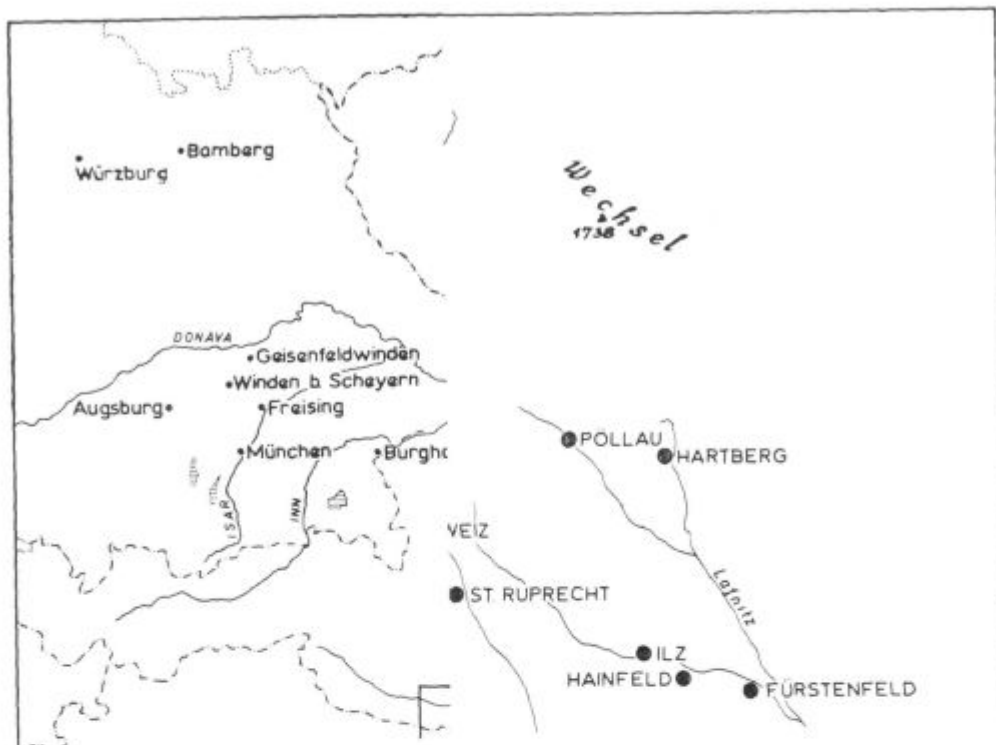 Bamberg
Würzburg
Wechsel
1738
DONAVA
Geisenfeldwinden
Winden b. Scheyern
Augsburg
Freising
München
Burgho
ISAR
INN
PÖLLAU
HARTBERG
VEIZ
ST. RUPRECHT
Lafnitz
ILZ
HAINFELD
FÜRSTENFELD